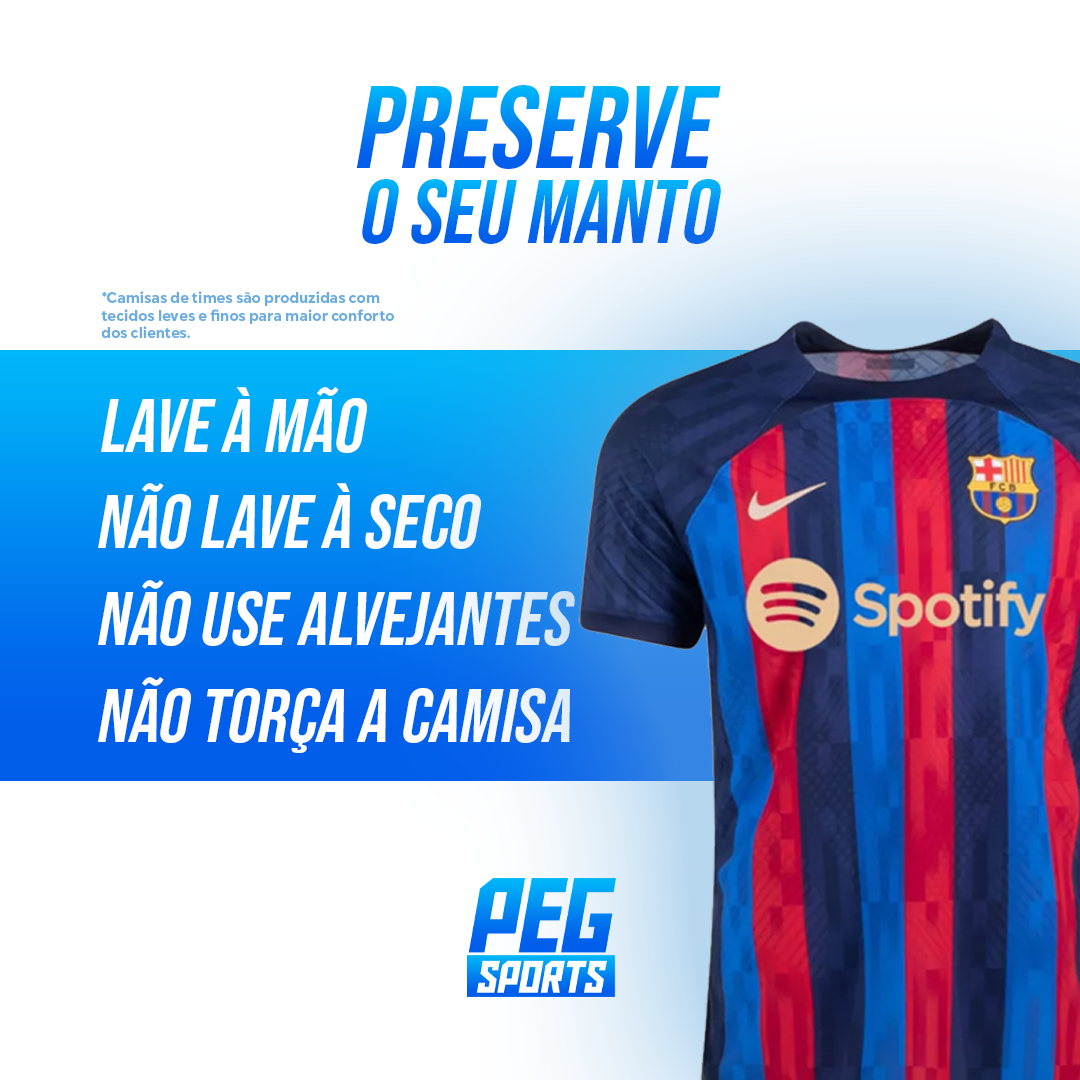 PRESERVE
O SEU MANTO
*Camisas de times são produzidas com
tecidos leves e finos para maior conforto
dos clientes.
LAVE À MÃO
NÃO LAVE À SECO
NÃO USE ALVEJANTES
NÃO TORÇA A CAMISA
FCB
Spotify
PEG
SPORTS